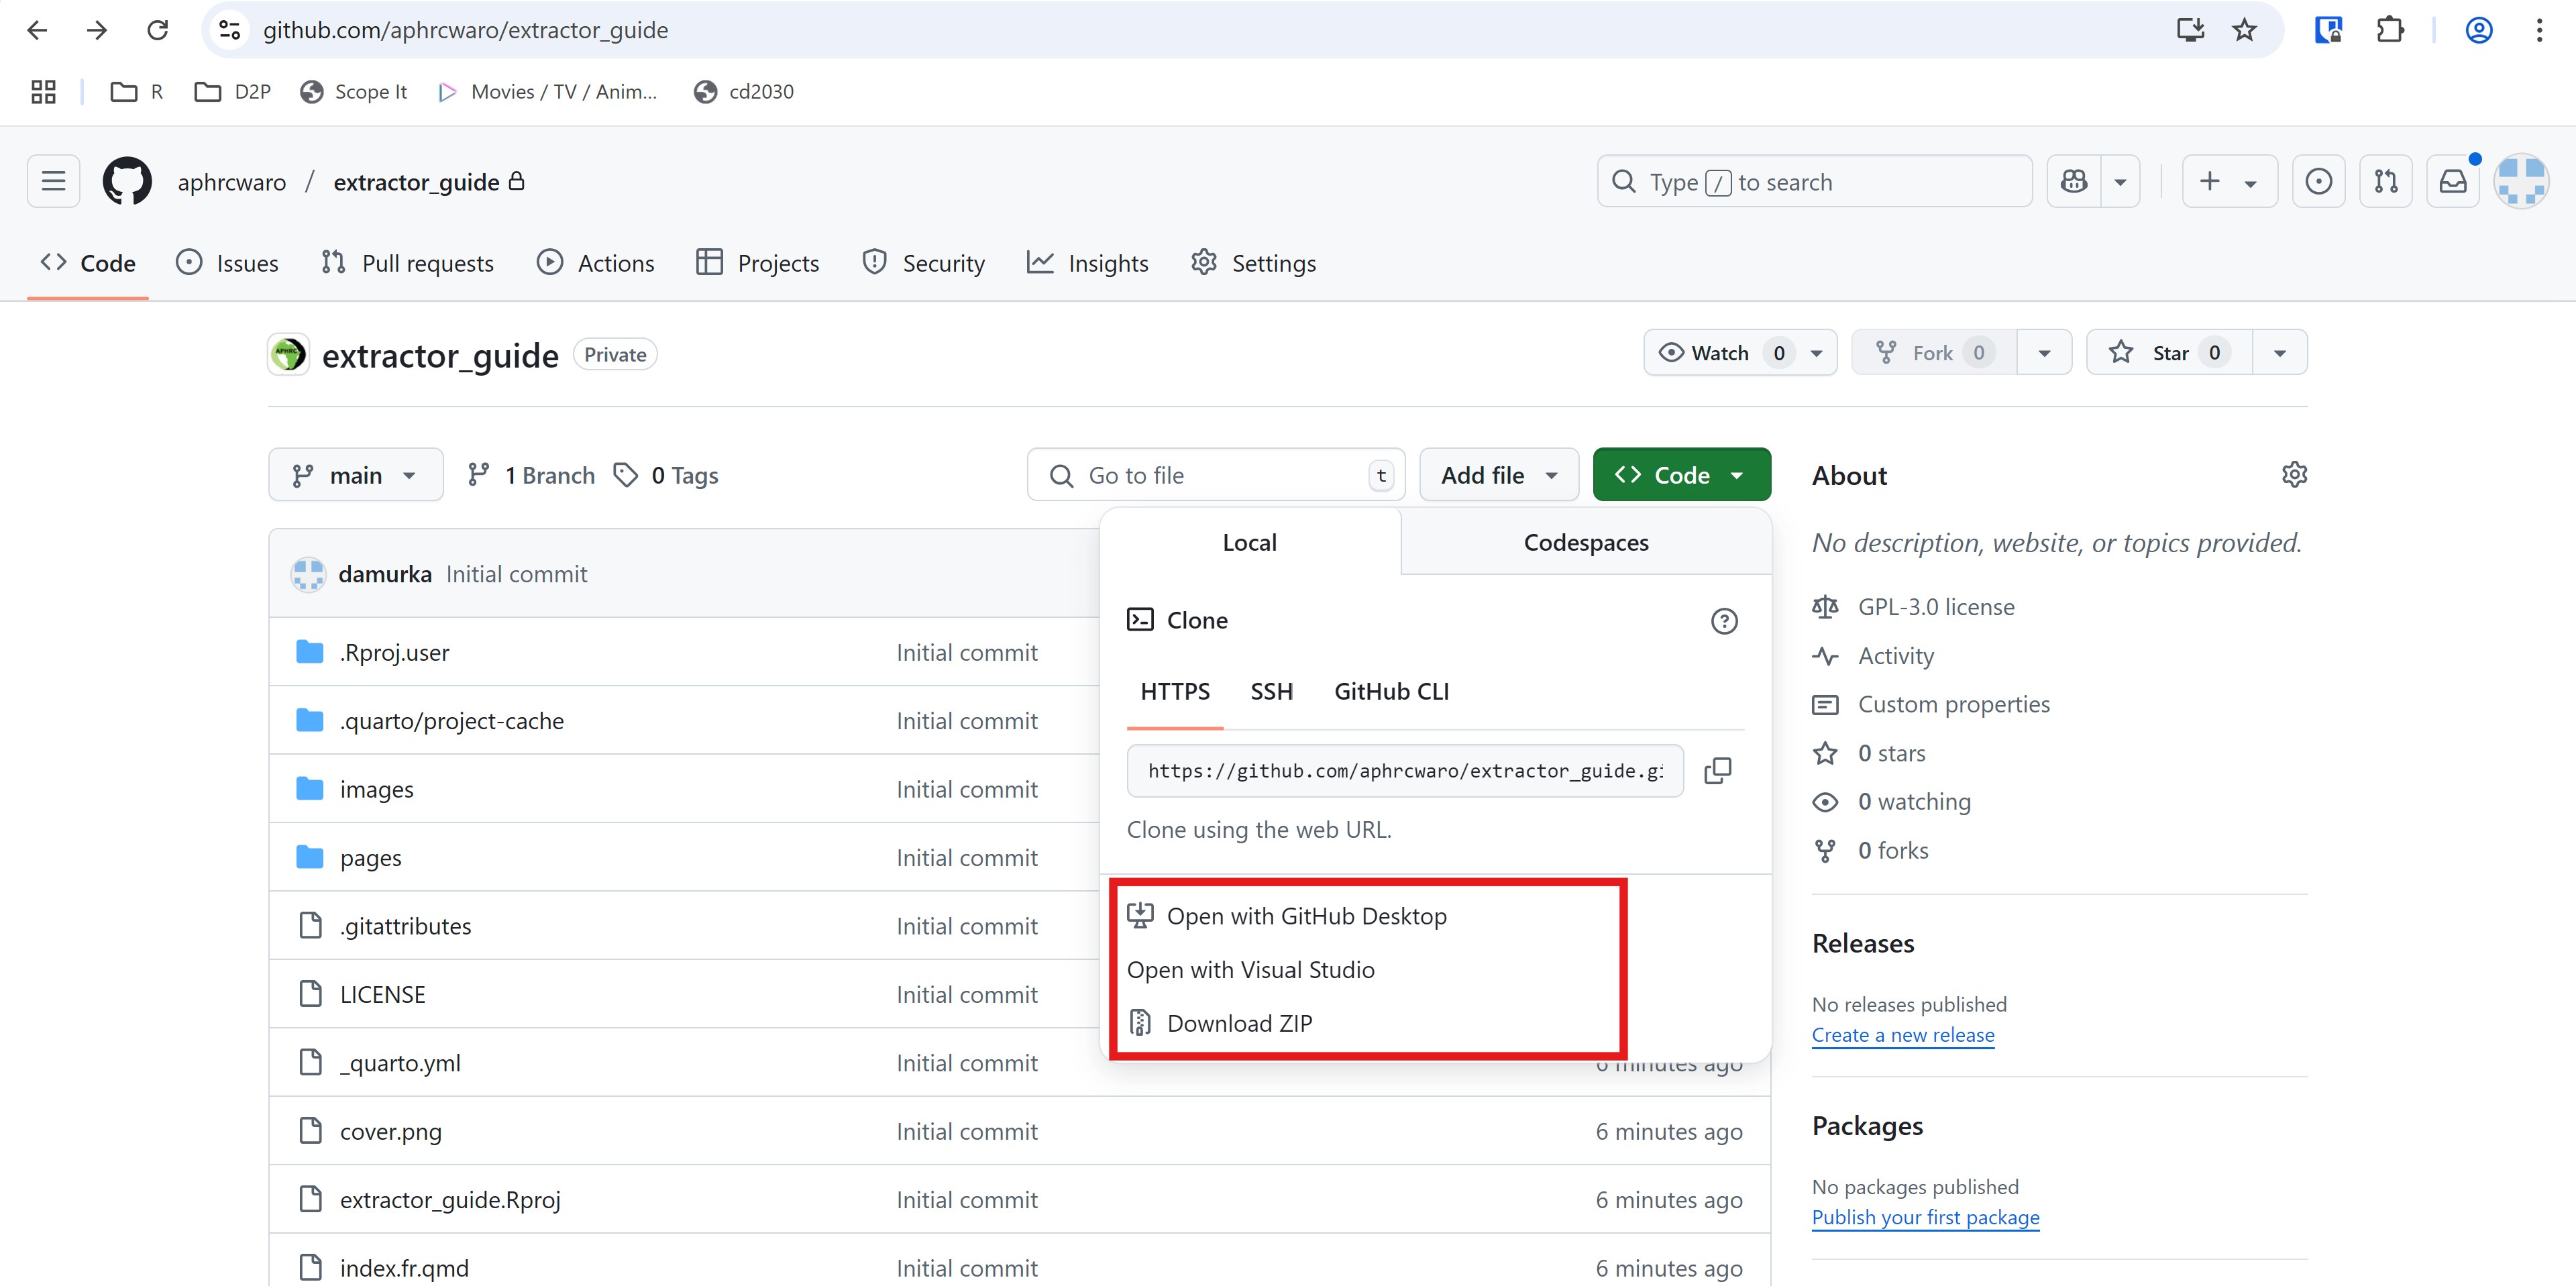 github.com/aphrcwaro/extractor_guide
R D2P Scope It Movies / TV / Anim... cd2030
aphrcwaro / extractor_guide
Type / to search
Code Issues Pull requests Actions Projects Security Insights Settings
APHRC
extractor_guide Private
Watch 0 Fork 0 Star 0
main 1 Branch 0 Tags
Go to file t Add file Code
Local Codespaces
Clone
HTTPS SSH GitHub CLI
https://github.com/aphrcwaro/extractor_guide.gi
Clone using the web URL.
Open with GitHub Desktop
Open with Visual Studio
Download ZIP
damurka Initial commit
.Rproj.user Initial commit
.quarto/project-cache Initial commit
images Initial commit
pages Initial commit
.gitattributes Initial commit
LICENSE Initial commit
_quarto.yml Initial commit 6 minutes ago
cover.png Initial commit 6 minutes ago
extractor_guide.Rproj Initial commit 6 minutes ago
index.fr.qmd Initial commit 6 minutes ago
About
No description, website, or topics provided.
GPL-3.0 license
Activity
Custom properties
0 stars
0 watching
0 forks
Releases
No releases published
Create a new release
Packages
No packages published
Publish your first package